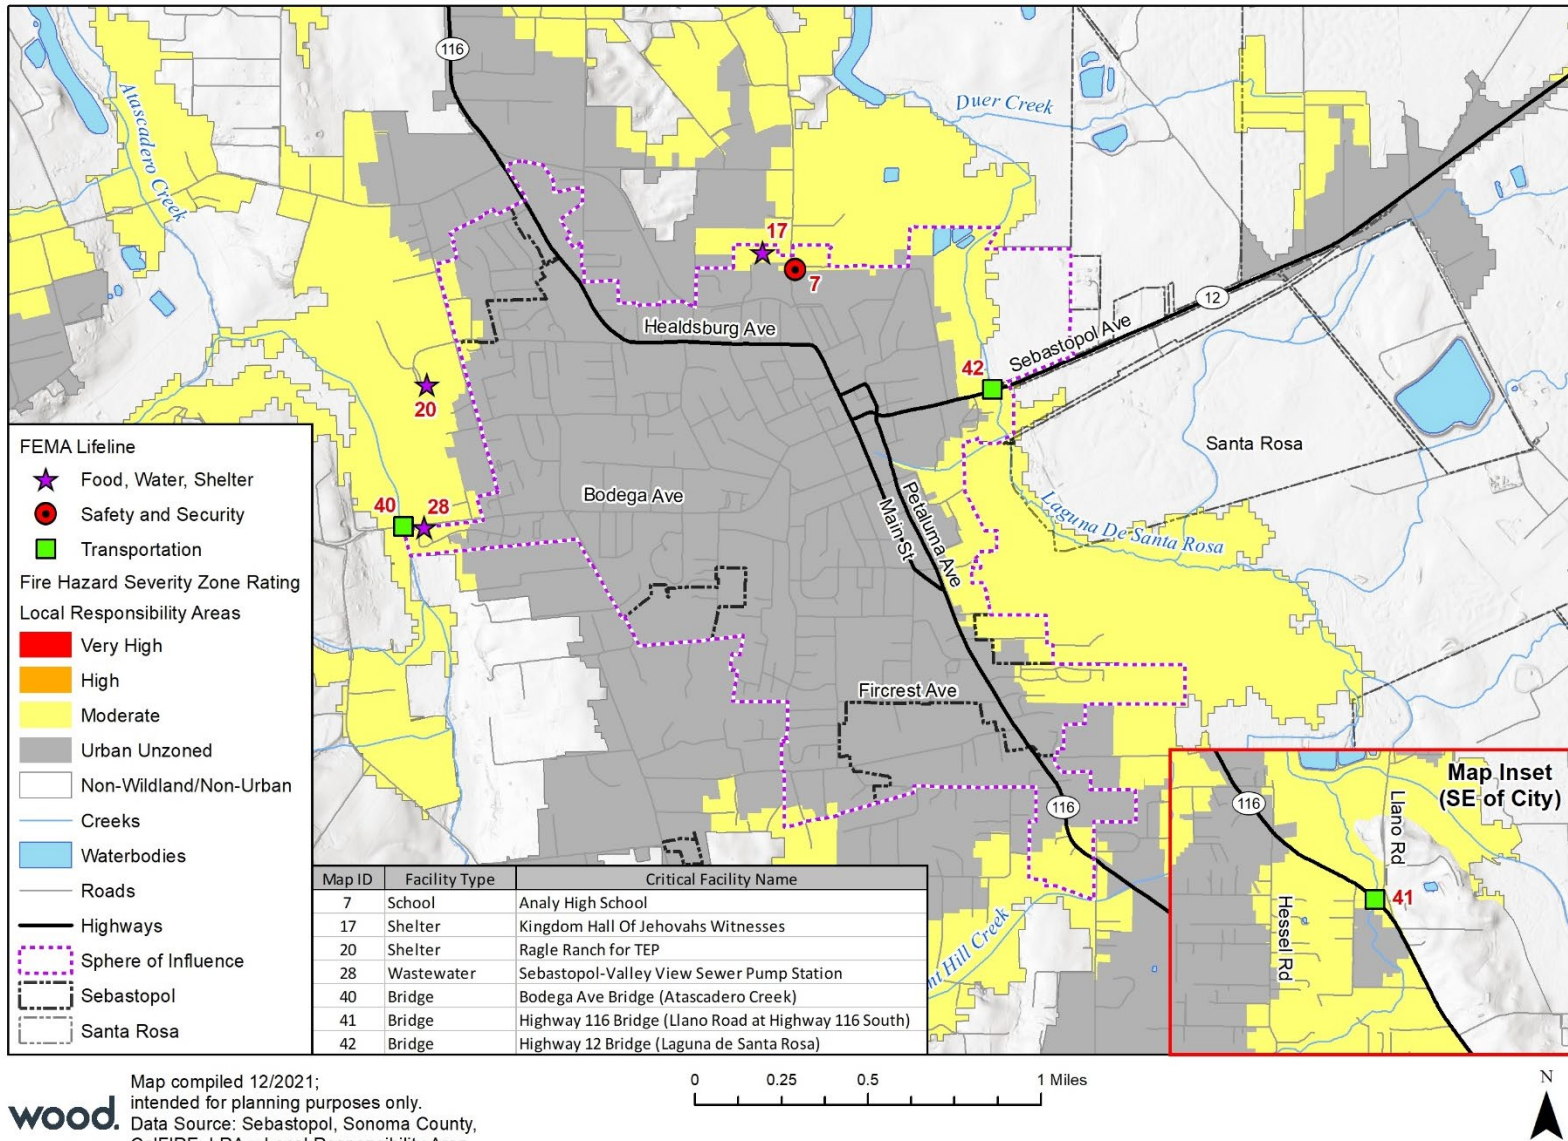 116
Atascadero Creek
Duer Creek
17
7
12
Healdsburg Ave
Sebastopol Ave
42
20
Santa Rosa
FEMA Lifeline
Food, Water, Shelter
Safety and Security
Transportation
Fire Hazard Severity Zone Rating
Local Responsibility Areas
Very High
High
Moderate
Urban Unzoned
Non-Wildland/Non-Urban
Creeks
Waterbodies
Roads
Highways
Sphere of Influence
Sebastopol
Santa Rosa
40 28
Bodega Ave
Petaluma Ave
Main St
Laguna De Santa Rosa
Fircrest Ave
116
Map Inset
(SE of City)
116
Llano Rd
Hessel Rd
41
Hill Creek
Map ID Facility Type Critical Facility Name
7 School Analy High School
17 Shelter Kingdom Hall Of Jehovahs Witnesses
20 Shelter Ragle Ranch for TEP
28 Wastewater Sebastopol-Valley View Sewer Pump Station
40 Bridge Bodega Ave Bridge (Atascadero Creek)
41 Bridge Highway 116 Bridge (Llano Road at Highway 116 South)
42 Bridge Highway 12 Bridge (Laguna de Santa Rosa)
wood.
Map compiled 12/2021;
intended for planning purposes only.
Data Source: Sebastopol, Sonoma County,
0 0.25 0.5 1 Miles
N